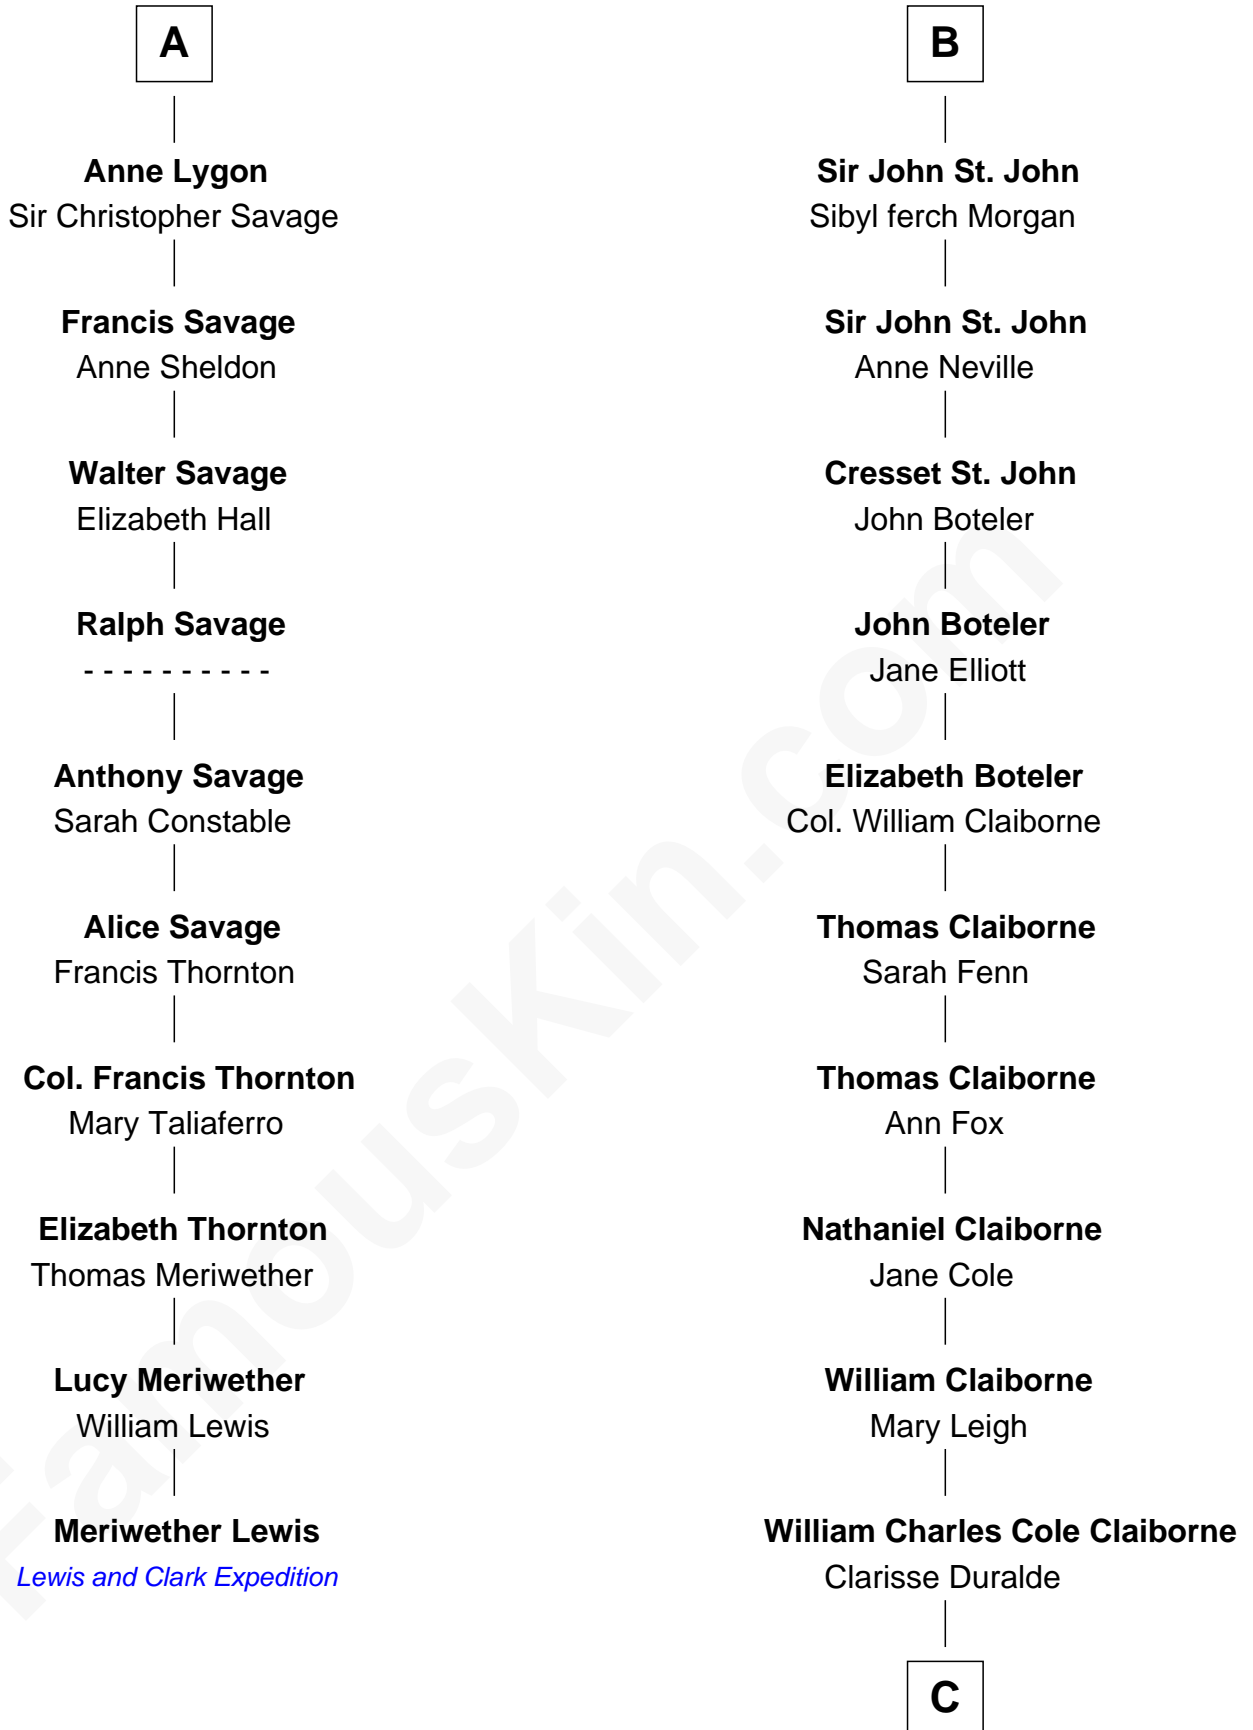 A
Anne Lygon
Sir Christopher Savage
Francis Savage
Anne Sheldon
Walter Savage
Elizabeth Hall
Ralph Savage
- - - - - - - - - -
Anthony Savage
Sarah Constable
Alice Savage
Francis Thornton
Col. Francis Thornton
Mary Taliaferro
Elizabeth Thornton
Thomas Meriwether
Lucy Meriwether
William Lewis
Meriwether Lewis
Lewis and Clark Expedition
B
Sir John St. John
Sibyl ferch Morgan
Sir John St. John
Anne Neville
Cresset St. John
John Boteler
John Boteler
Jane Elliott
Elizabeth Boteler
Col. William Claiborne
Thomas Claiborne
Sarah Fenn
Thomas Claiborne
Ann Fox
Nathaniel Claiborne
Jane Cole
William Claiborne
Mary Leigh
William Charles Cole Claiborne
Clarisse Duralde
C
FamousKin.com